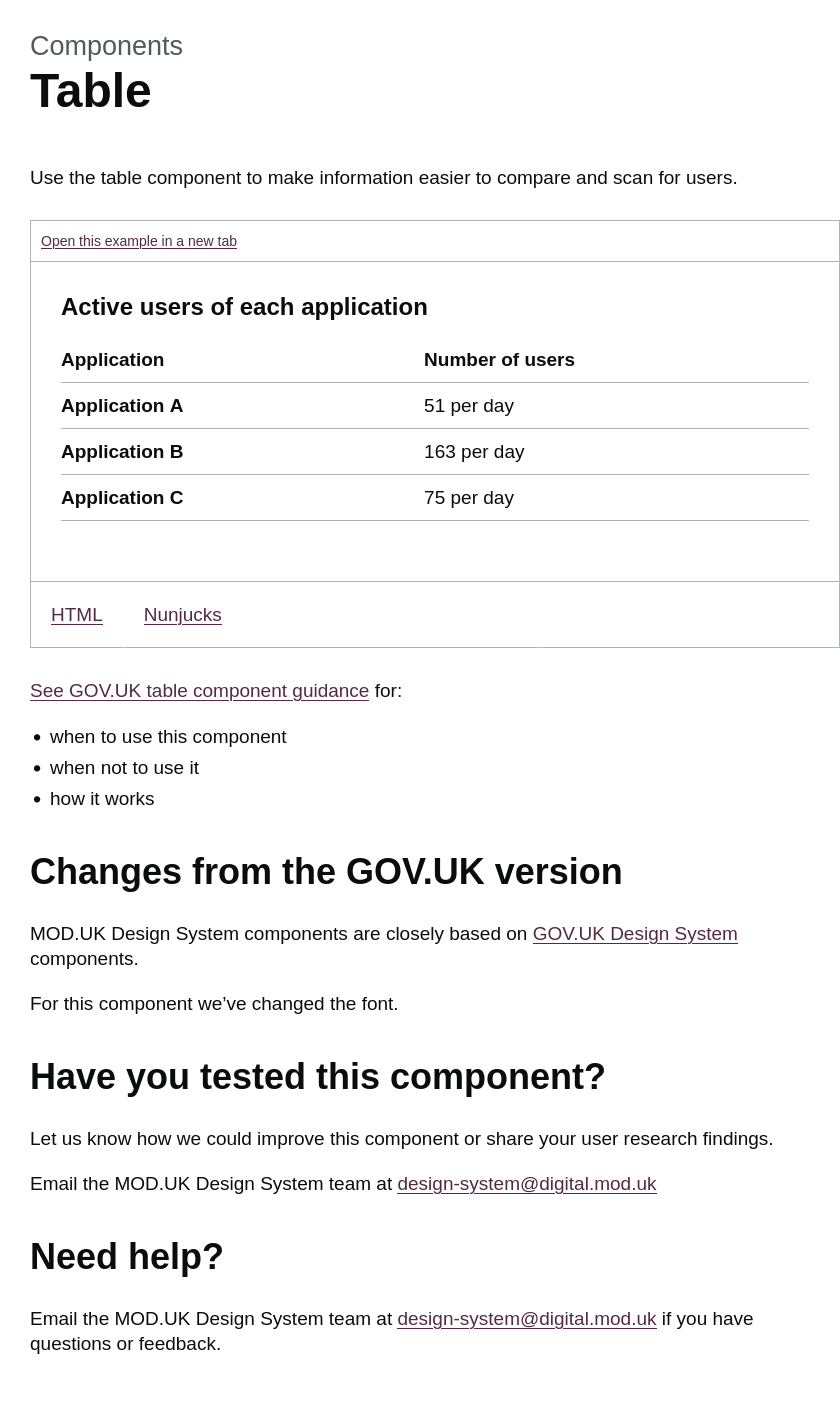 Components
Table
Use the table component to make information easier to compare and scan for users.
Open this example in a new tab
Active users of each application
Application Number of users
Application A 51 per day
Application B 163 per day
Application C 75 per day
HTML Nunjucks
See GOV.UK table component guidance for:
• when to use this component
• when not to use it
• how it works
Changes from the GOV.UK version
MOD.UK Design System components are closely based on GOV.UK Design System
components.
For this component we’ve changed the font.
Have you tested this component?
Let us know how we could improve this component or share your user research findings.
Email the MOD.UK Design System team at design-system@digital.mod.uk
Need help?
Email the MOD.UK Design System team at design-system@digital.mod.uk if you have
questions or feedback.